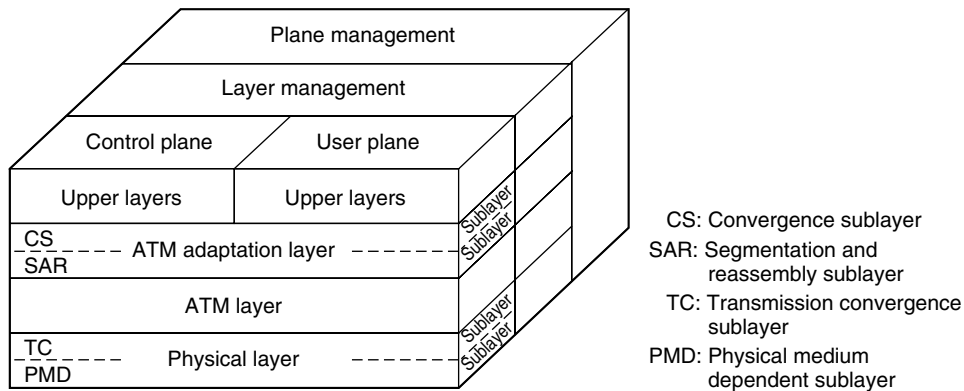 Plane management
Layer management
Control plane
User plane
Upper layers
Upper layers
Sublayer
Sublayer
CS
ATM adaptation layer
SAR
ATM layer
Sublayer
Sublayer
TC
Physical layer
PMD
CS: Convergence sublayer
SAR: Segmentation and
reassembly sublayer
TC: Transmission convergence
sublayer
PMD: Physical medium
dependent sublayer